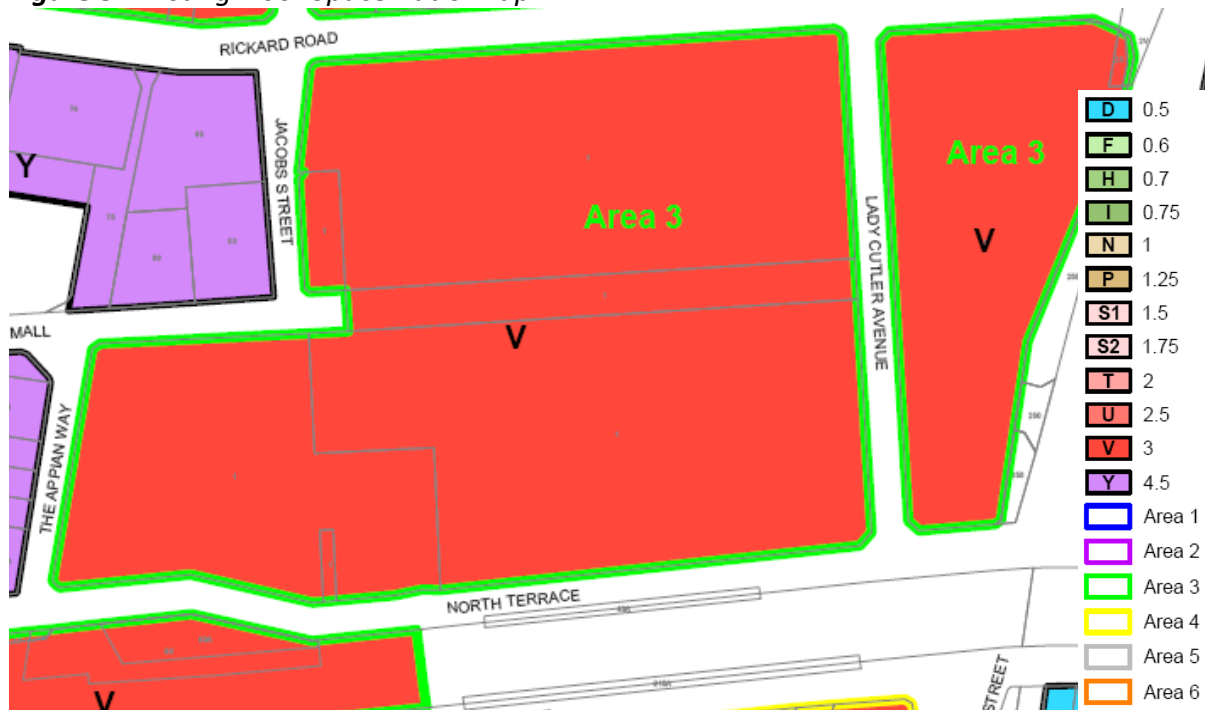 RICKARD ROAD
JACOBS STREET
Area 3
Area 3
LADY CUTLER AVENUE
Y
V
V
MALL
THE APPIAN WAY
NORTH TERRACE
V
STREET
D 0.5
F 0.6
H 0.7
I 0.75
N 1
P 1.25
S1 1.5
S2 1.75
T 2
U 2.5
V 3
Y 4.5
Area 1
Area 2
Area 3
Area 4
Area 5
Area 6